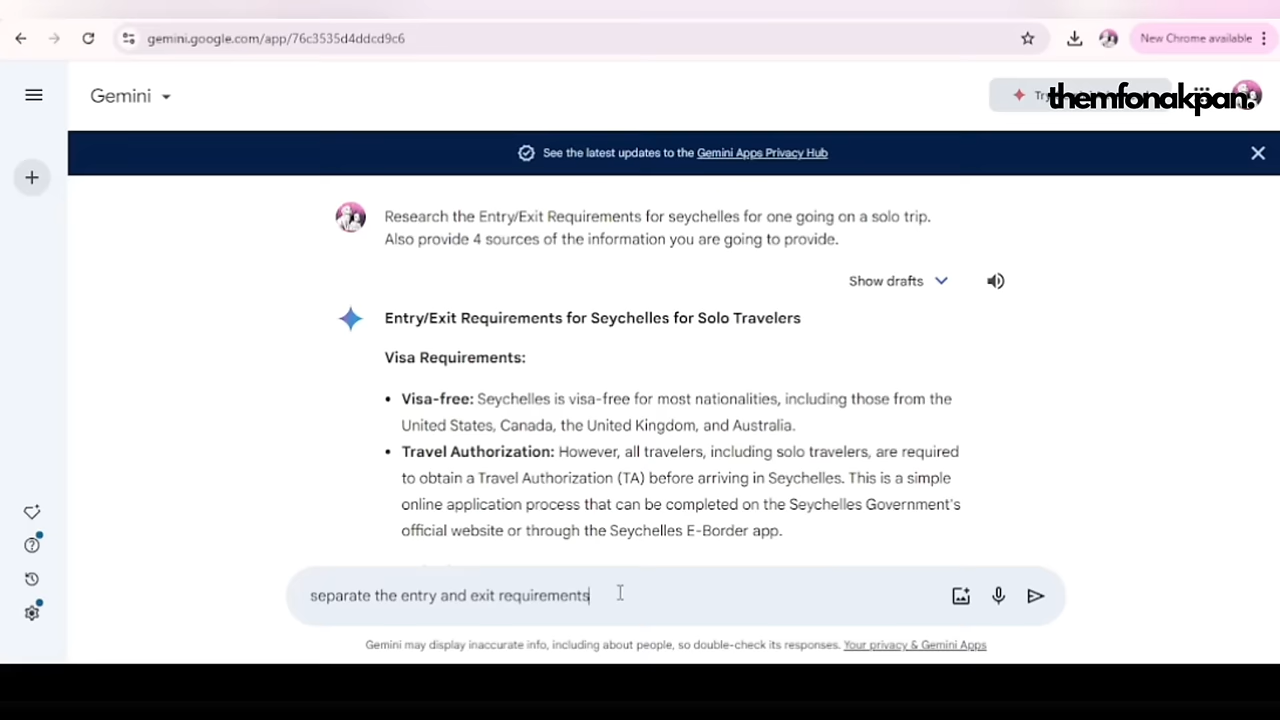 gemini.google.com/app/76c3535d4ddcd9c6
New Chrome available
Gemini
Try
themfonakpan.
See the latest updates to the Gemini Apps Privacy Hub
Research the Entry/Exit Requirements for seychelles for one going on a solo trip.
Also provide 4 sources of the information you are going to provide.
Show drafts
Entry/Exit Requirements for Seychelles for Solo Travelers
Visa Requirements:
• Visa-free: Seychelles is visa-free for most nationalities, including those from the
United States, Canada, the United Kingdom, and Australia.
• Travel Authorization: However, all travelers, including solo travelers, are required
to obtain a Travel Authorization (TA) before arriving in Seychelles. This is a simple
online application process that can be completed on the Seychelles Government's
official website or through the Seychelles E-Border app.
separate the entry and exit requirements
Gemini may display inaccurate info, including about people, so double-check its responses. Your privacy & Gemini Apps